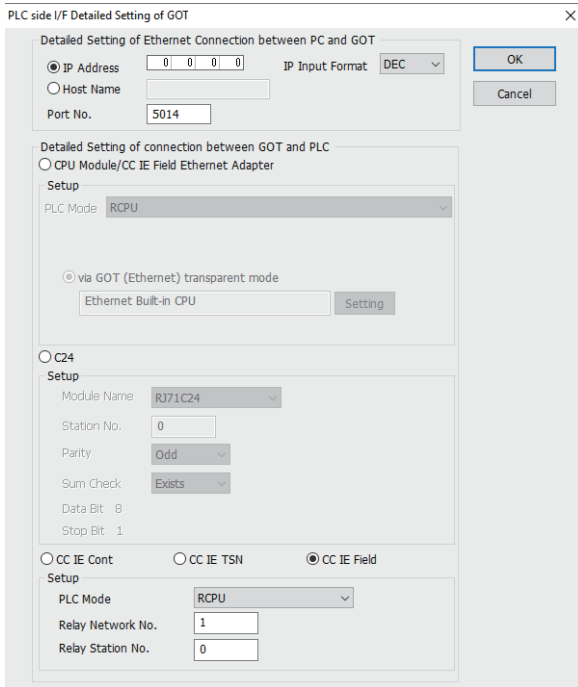 PLC side I/F Detailed Setting of GOT
Detailed Setting of Ethernet Connection between PC and GOT
IP Address 0 0 0 0 IP Input Format DEC
Host Name
Port No. 5014
OK
Cancel
Detailed Setting of connection between GOT and PLC
CPU Module/CC IE Field Ethernet Adapter
Setup
PLC Mode RCPU
via GOT (Ethernet) transparent mode
Ethernet Built-in CPU Setting
C24
Setup
Module Name RJ71C24
Station No. 0
Parity Odd
Sum Check Exists
Data Bit 8
Stop Bit 1
CC IE Cont CC IE TSN CC IE Field
Setup
PLC Mode RCPU
Relay Network No. 1
Relay Station No. 0